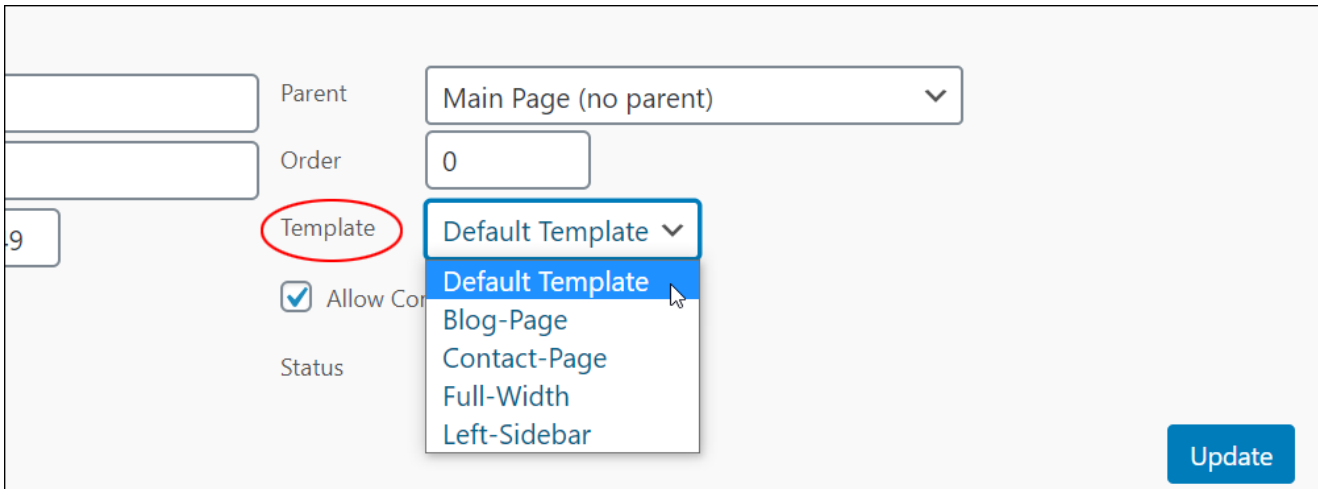 Parent
Main Page (no parent)
Order
0
9
Template
Default Template
Default Template
Allow
Blog-Page
Contact-Page
Status
Full-Width
Left-Sidebar
Update